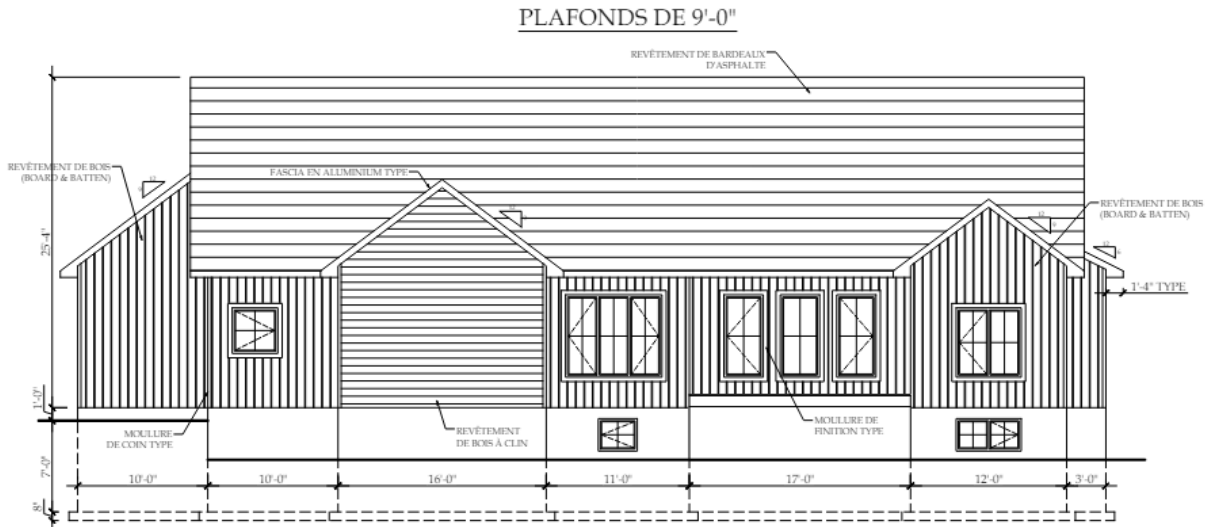 PLAFONDS DE 9'-0"
REVÊTEMENT DE BARDEAUX
D'ASPHALTE
REVÊTEMENT DE BOIS
(BOARD & BATTEN)
12
9
FASCIA EN ALUMINIUM TYPE
12
12
REVÊTEMENT DE BOIS
(BOARD & BATTEN)
12
25'-4"
1'-4" TYPE
1'-0"
MOULURE
DE COIN TYPE
REVÊTEMENT
DE BOIS À CLIN
MOULURE DE
FINITION TYPE
7'-0"
10'-0"
10'-0"
16'-0"
11'-0"
17'-0"
12'-0"
3'-0"
8"